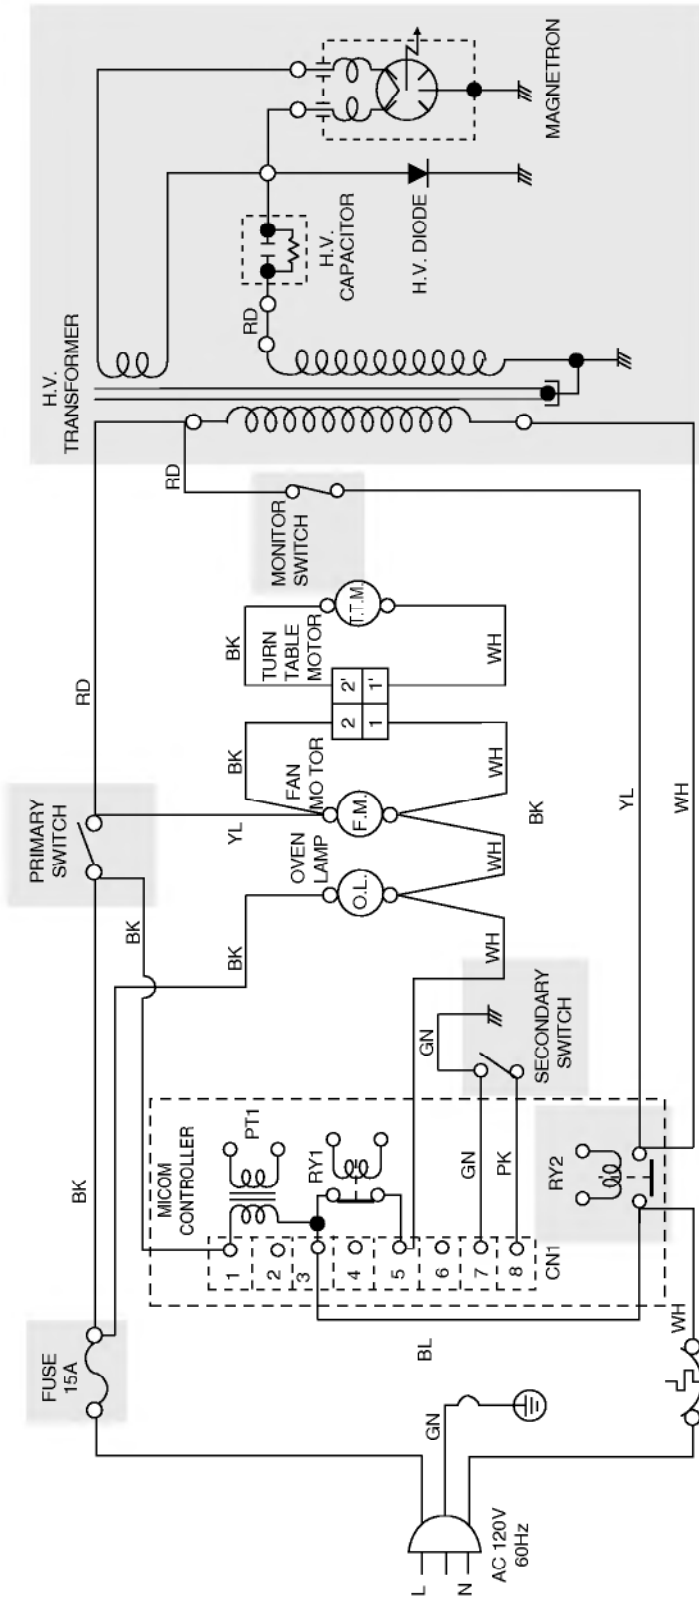 L
N
AC 120V
60Hz
GN
FUSE
15A
BK
BL
WH
MICOM
CONTROLLER
PT1
RY1
1
2
3
4
5
6
7
8
CN1
GN
PK
RY2
GN
SECONDARY
SWITCH
BK
BK
WH
PRIMARY
SWITCH
YL
OVEN
LAMP
O.L.
WH
FAN
MO TOR
F.M.
BK
WH
BK
RD
2
1
2'
1'
BK
TURN
TABLE
MOTOR
T.T.M.
WH
YL
WH
MONITOR
SWITCH
RD
H.V.
TRANSFORMER
RD
H.V.
CAPACITOR
H.V. DIODE
MAGNETRON